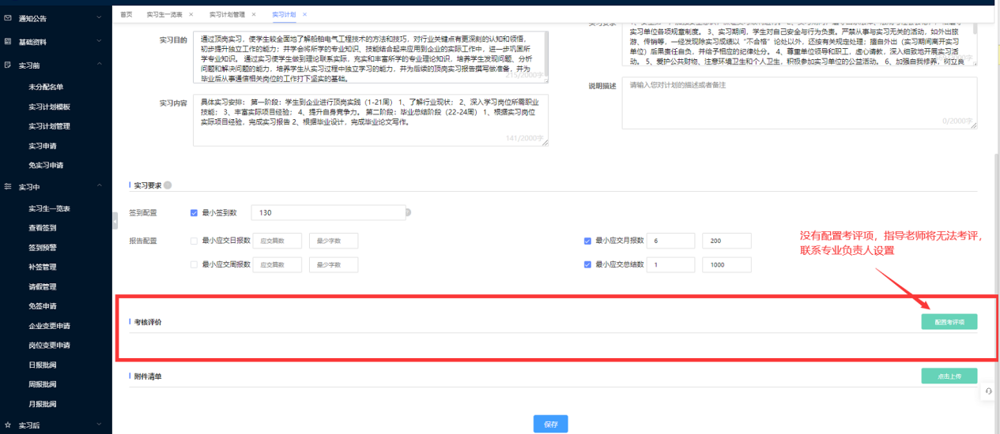 通知公告
基础资料
实习前
未分配名单
实习计划模板
实习计划管理
实习申请
免实习申请
实习中
实习生一览表
查看签到
签到预警
补签管理
请假管理
免签申请
企业变更申请
岗位变更申请
日报批阅
周报批阅
月报批阅
实习后
首页 实习生一览表 × 实习计划管理 × 实习计划 ×
实习目的
通过顶岗实习，使学生较全面地了解船舶电气工程技术的方法和技巧，对行业关键点有更深刻的认知和领悟，
初步提升独立工作的能力；并学会将所学的专业知识、技能结合起来应用到企业的实际工作中，进一步巩固所
学专业知识。 通过实习使学生做到理论联系实际，充实和丰富所学的专业理论知识，培养学生发现问题、分析
问题和解决问题的能力，培养学生从实习过程中独立学习的能力，并为后续的顶岗实习报告撰写做准备，并为
毕业后从事通信相关岗位的工作打下坚实的基础。
215/2000字
实习要求
实习单位各项规章制度。 3、实习期间，学生对自己安全与行为负责。严禁从事与实习无关的活动，如外出旅
游、传销等，一经发现除实习成绩以“不合格”论处以外，还按有关规定处理；擅自外出（实习期间离开实习
单位）后果责任自负，并给予相应的纪律处分。 4、尊重单位领导和职工，虚心请教，深入细致地开展实习活
动。 5、爱护公共财物、注意环境卫生和个人卫生，积极参加实习单位的公益活动。 6、加强自我修养，树立良
说明描述
请输入您对计划的描述或者备注
0/2000字
实习内容
具体实习安排： 第一阶段：学生到企业进行顶岗实践（1-21周） 1、了解行业现状； 2、深入学习岗位所需职业
技能； 3、丰富实际项目经验； 4、提升自身竞争力。 第二阶段：毕业总结阶段（22-24周） 1、根据实习岗位
实际项目经验，完成实习报告 2、根据毕业设计，完成毕业论文写作。
141/2000字
实习要求
签到配置 最小签到数 130
报告配置 最小应交日报数 应交篇数 最少字数 最小应交月报数 6 200
最小应交周报数 应交篇数 最少字数 最小应交总结数 1 1000
没有配置考评项，指导老师将无法考评，
联系专业负责人设置
考核评价 配置考评项
附件清单 点击上传
保存